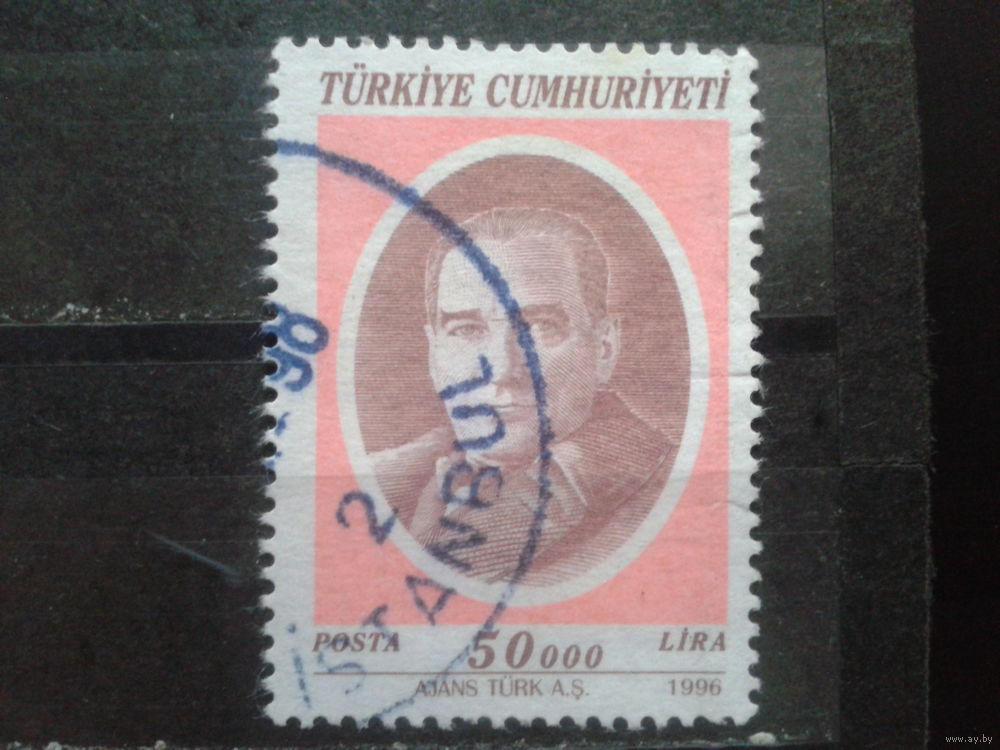 TÜRKİYE CUMHURİYETİ
98
2
İSTANBUL
POSTA 50000 LİRA
AJANS TÜRK A.Ş. 1996
www.ay.by